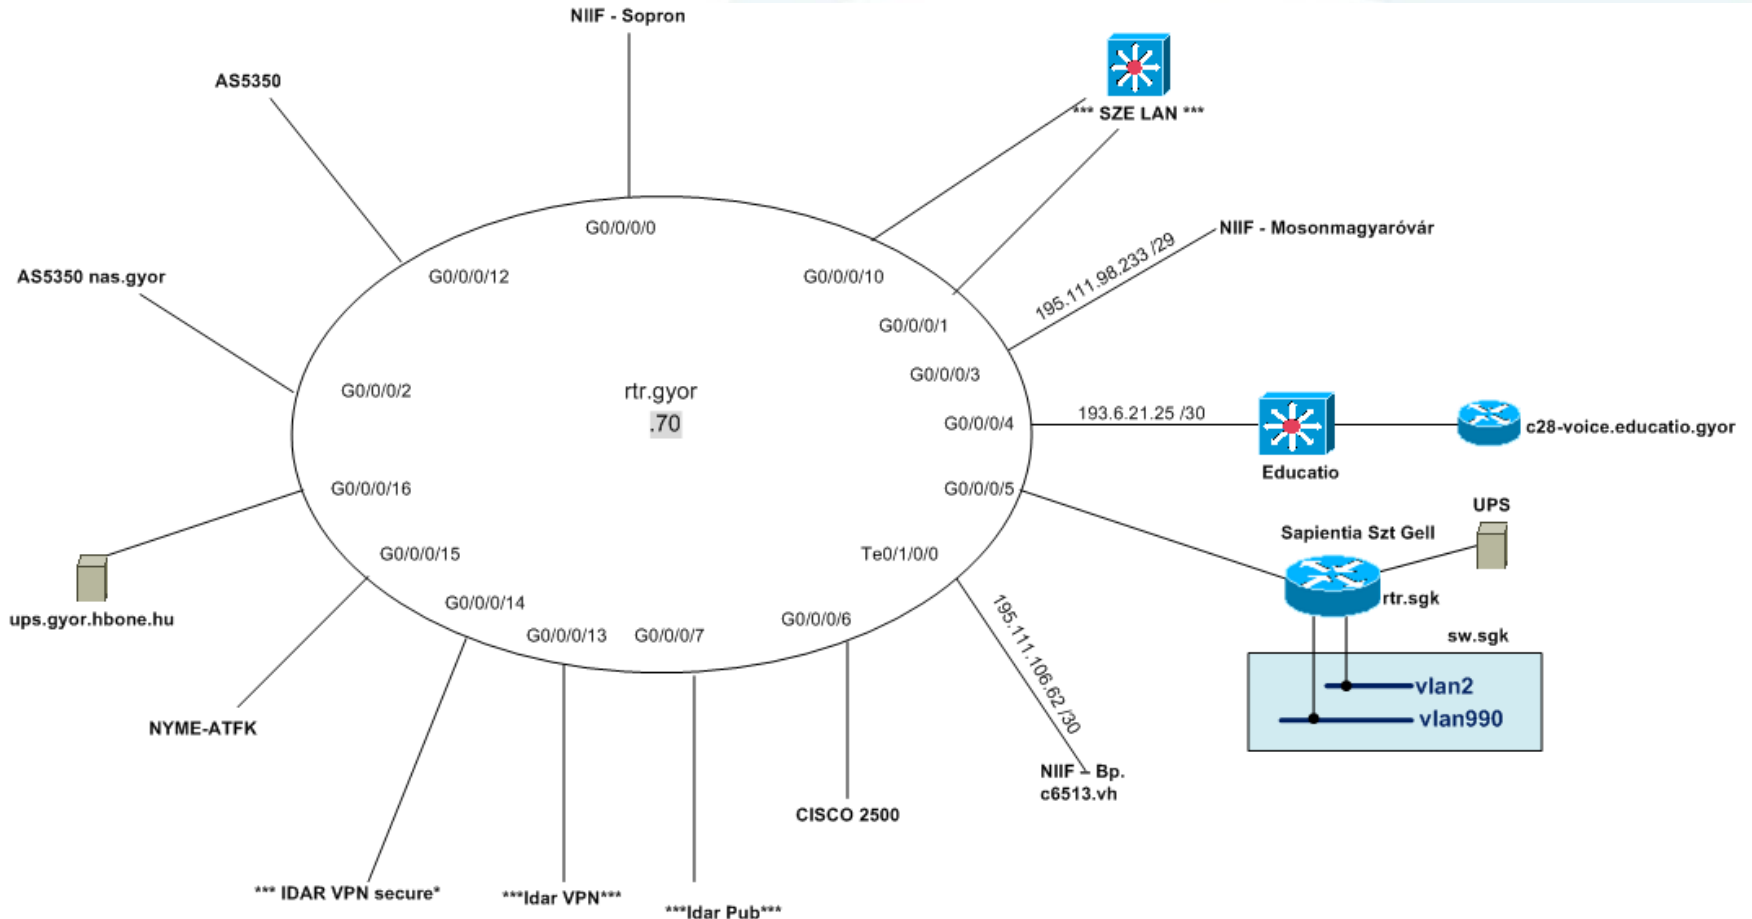 NIIF - Sopron
AS5350
*** SZE LAN ***
G0/0/0/0
NIIF - Mosonmagyaróvár
195.111.98.233 /29
AS5350 nas.gyor
G0/0/0/12
G0/0/0/10
G0/0/0/1
G0/0/0/3
G0/0/0/2
rtr.gyor
.70
G0/0/0/4
193.6.21.25 /30
c28-voice.educatio.gyor
Educatio
G0/0/0/16
G0/0/0/5
UPS
Sapientia Szt Gell
G0/0/0/15
Te0/1/0/0
rtr.sgk
G0/0/0/14
ups.gyor.hbone.hu
G0/0/0/13
G0/0/0/7
G0/0/0/6
195.111.106.62 /30
sw.sgk
vlan2
vlan990
NYME-ATFK
NIIF – Bp.
c6513.vh
CISCO 2500
*** IDAR VPN secure*
***Idar VPN***
***Idar Pub***